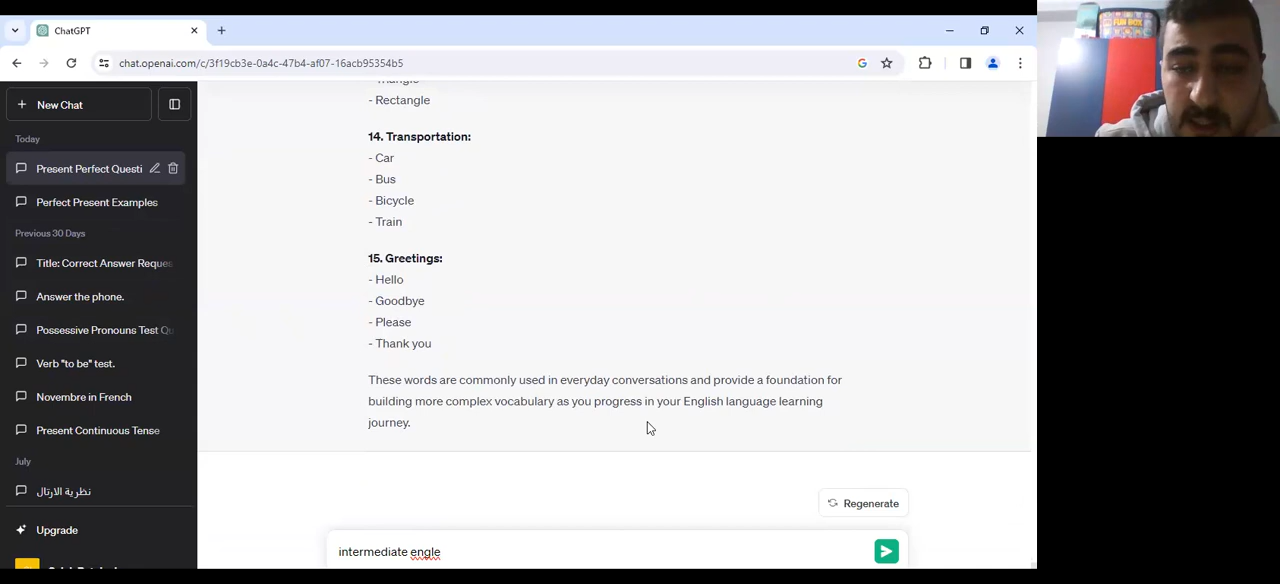 ChatGPT
chat.openai.com/c/3f19cb3e-0a4c-47b4-af07-16acb95354b5
FUN BOX
New Chat
Today
Present Perfect Questi
Perfect Present Examples
Previous 30 Days
Title: Correct Answer Reques
Answer the phone.
Possessive Pronouns Test Qu
Verb "to be" test.
Novembre in French
Present Continuous Tense
July
نظرية الارتال
Upgrade
- Triangle
- Rectangle
14. Transportation:
- Car
- Bus
- Bicycle
- Train
15. Greetings:
- Hello
- Goodbye
- Please
- Thank you
These words are commonly used in everyday conversations and provide a foundation for
building more complex vocabulary as you progress in your English language learning
journey.
Regenerate
intermediate engle